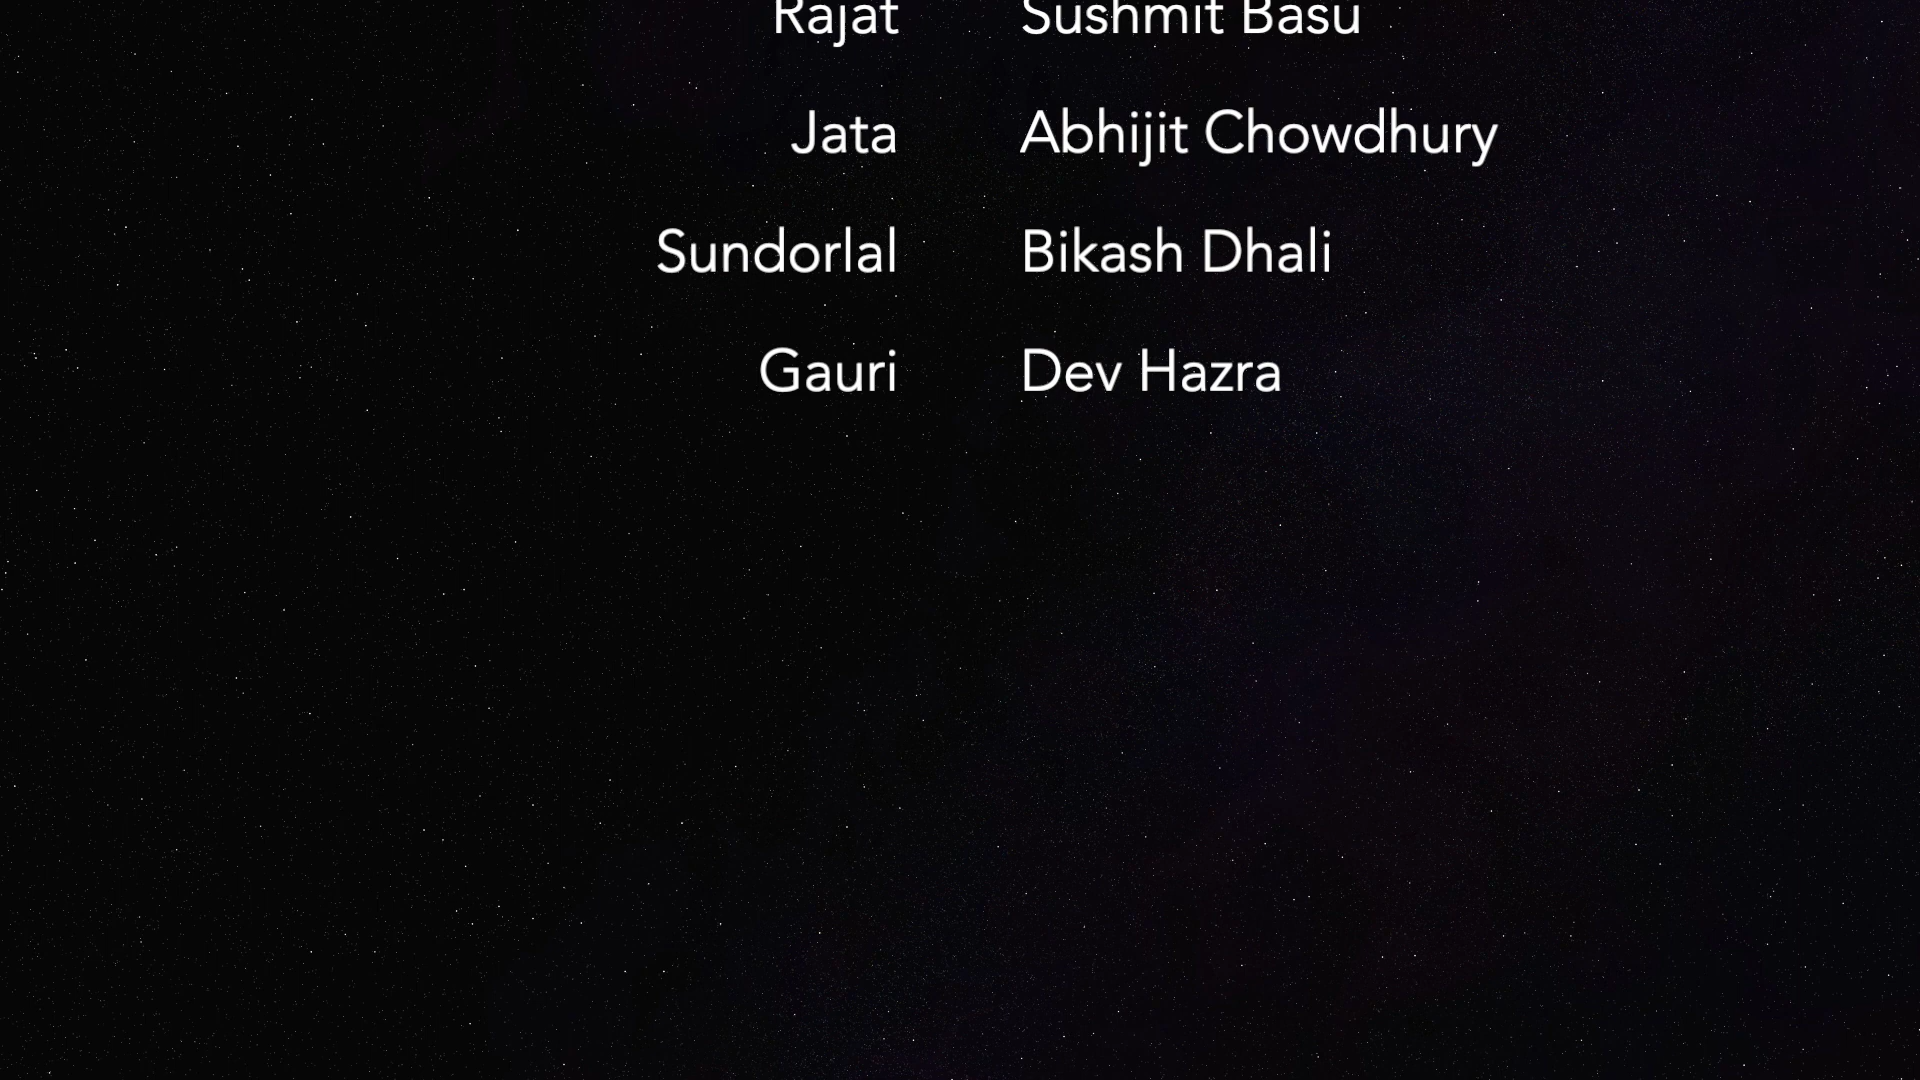 Rajat Sushmit Basu
Jata Abhijit Chowdhury
Sundorlal Bikash Dhali
Gauri Dev Hazra